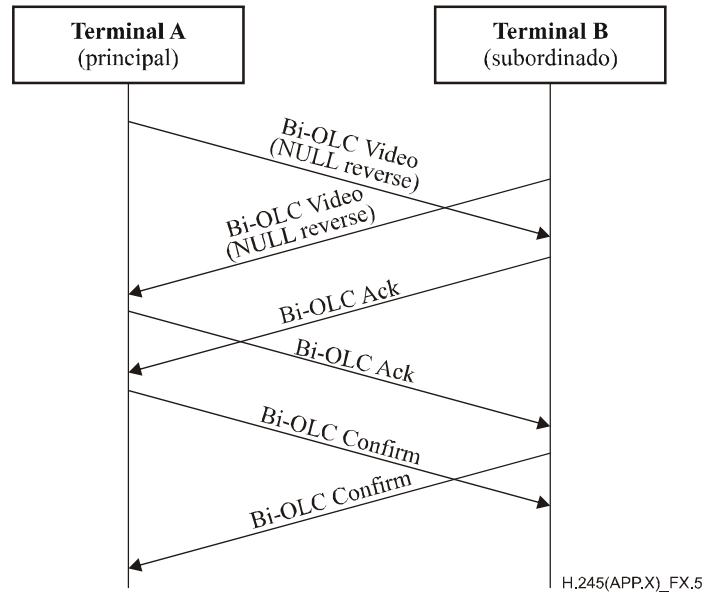 Terminal A
(principal)
Terminal B
(subordinado)
Bi-OLC Video
(NULL reverse)
Bi-OLC Video
(NULL reverse)
Bi-OLC Ack
Bi-OLC Ack
Bi-OLC Confirm
Bi-OLC Confirm
H.245(APP.X)_FX.5